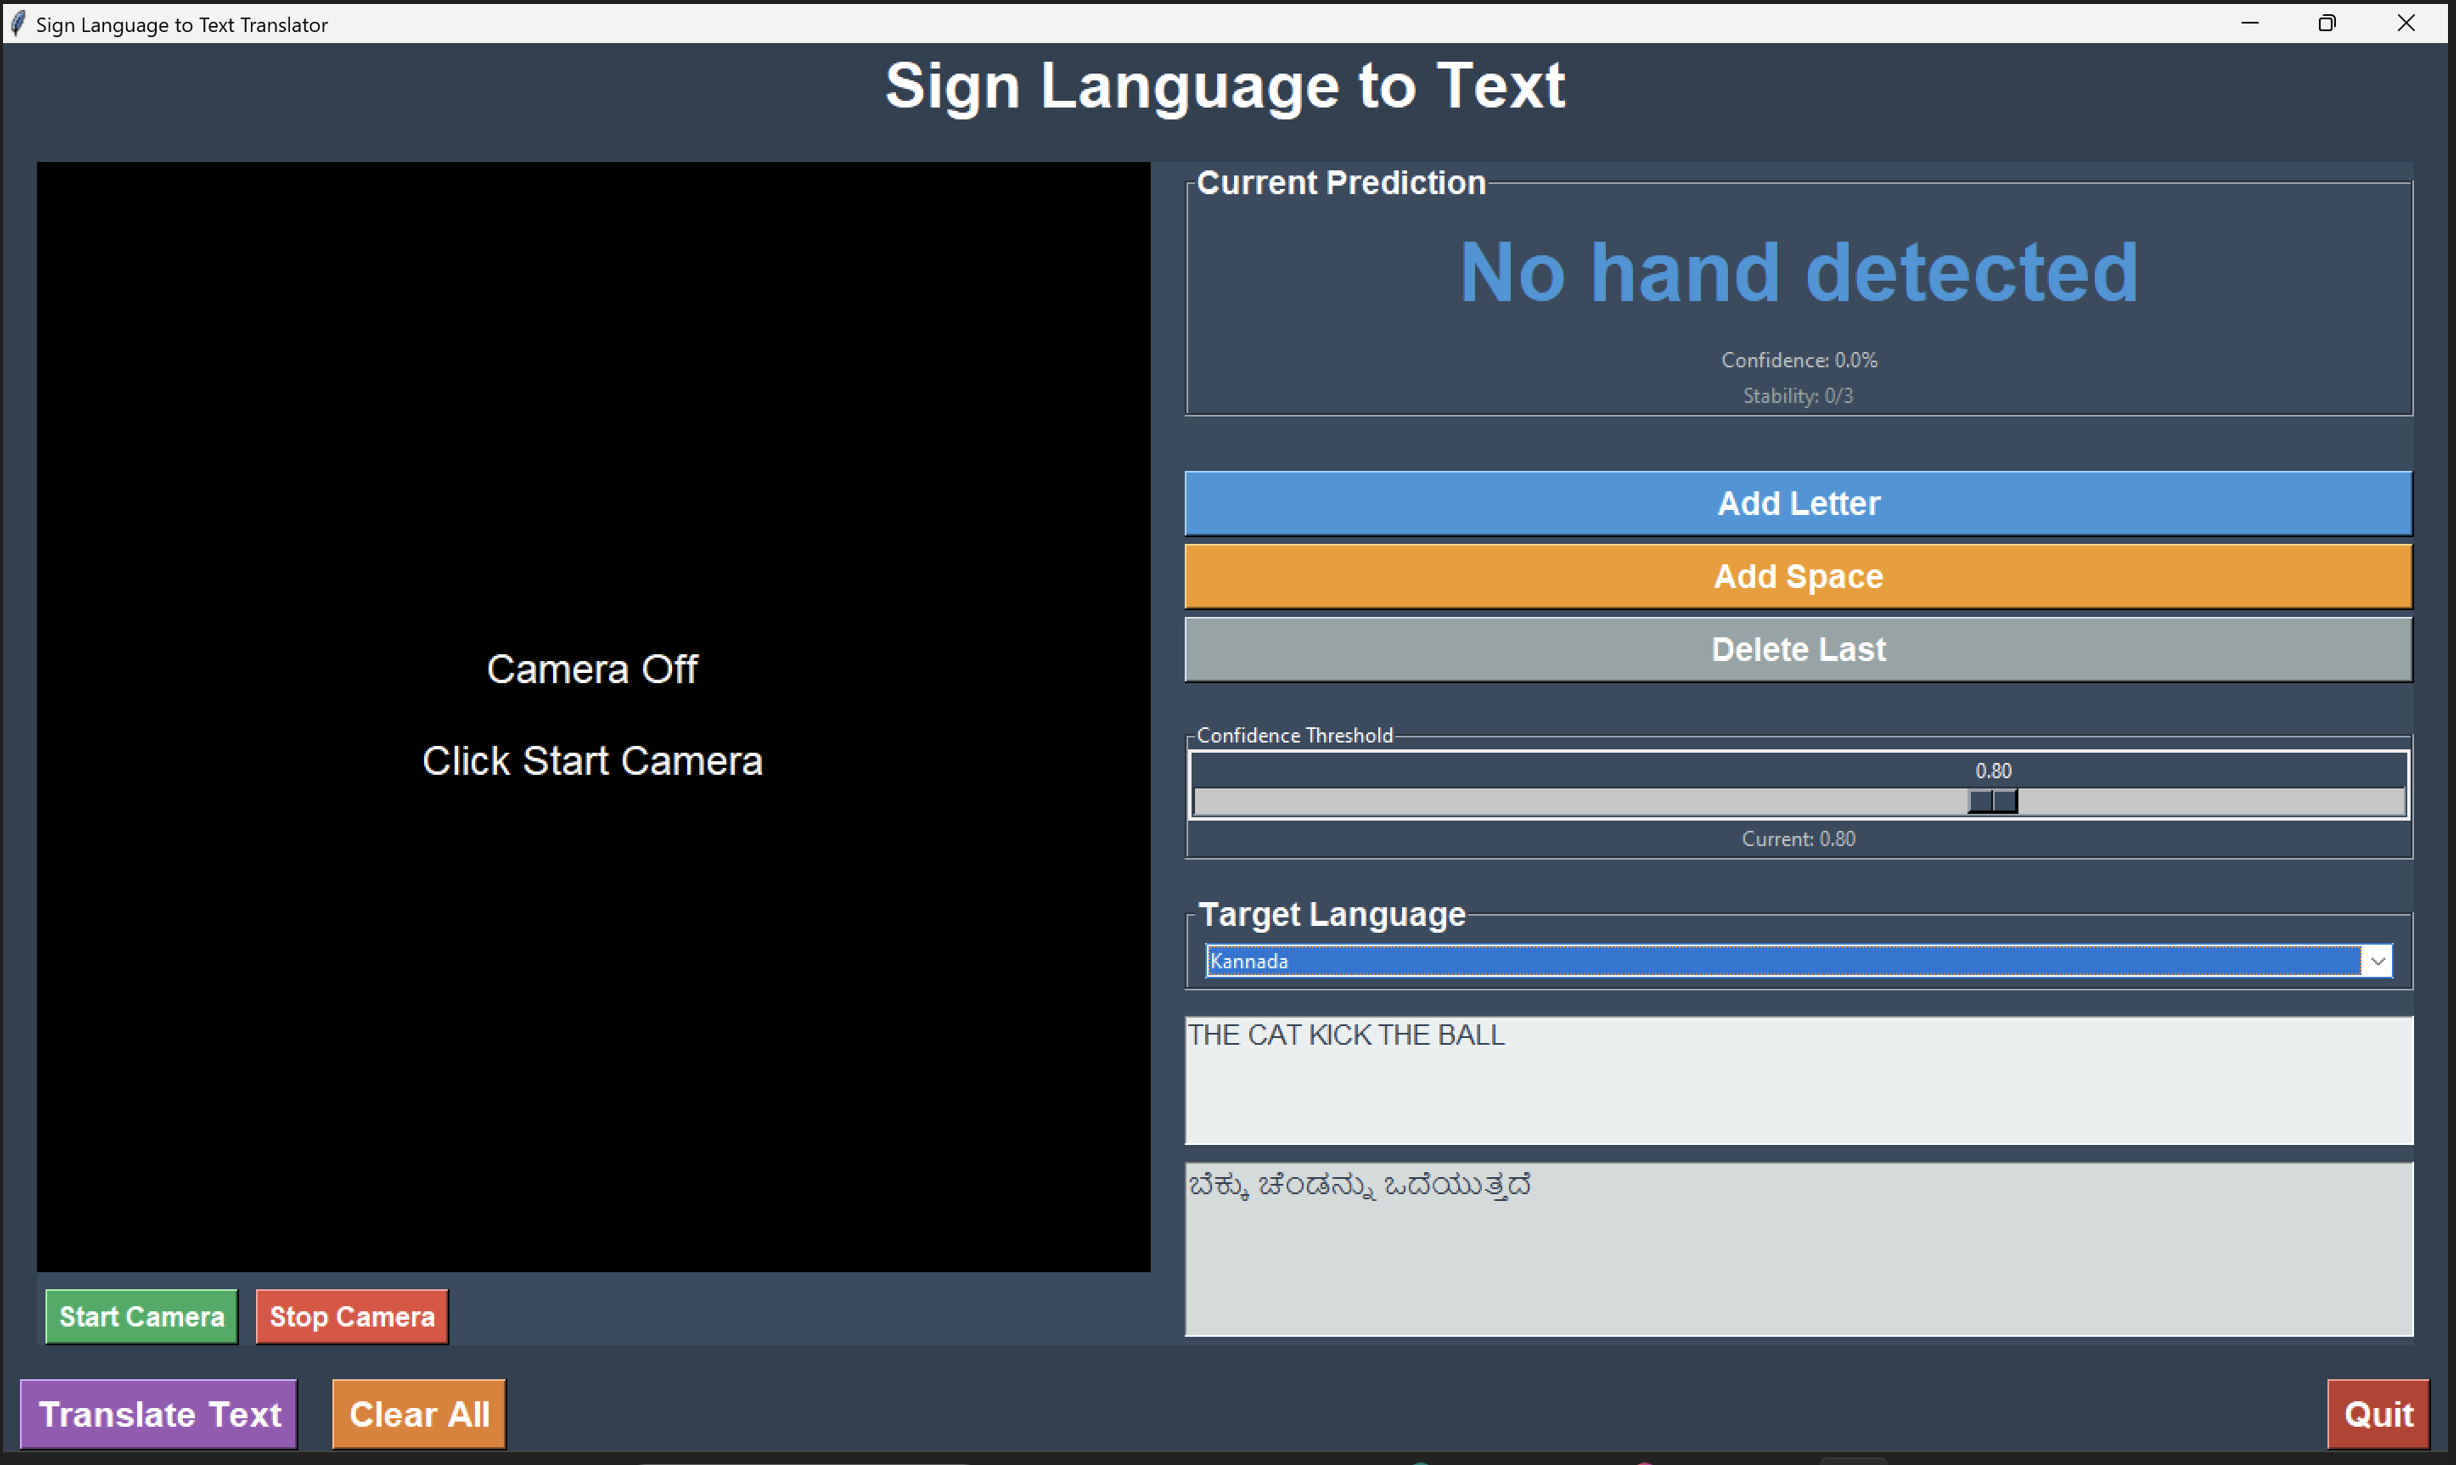 Sign Language to Text Translator
Sign Language to Text
Camera Off
Click Start Camera
Start Camera
Stop Camera
Current Prediction
No hand detected
Confidence: 0.0%
Stability: 0/3
Add Letter
Add Space
Delete Last
Confidence Threshold
0.80
Current: 0.80
Target Language
Kannada
THE CAT KICK THE BALL
ಬೆಕ್ಕು ಚೆಂಡನ್ನು ಒದೆಯುತ್ತದೆ
Translate Text
Clear All
Quit